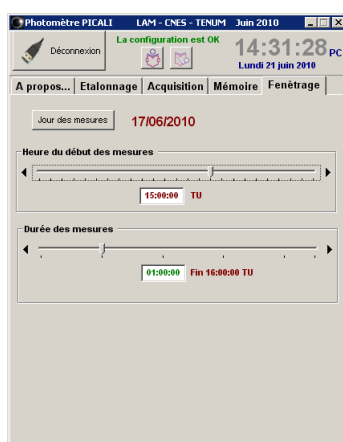 Photomètre PICALI LAM - CNES - TENUM Juin 2010
Déconnexion
La configuration est OK
14:31:28 PC
Lundi 21 juin 2010
A propos... Etalonnage Acquisition Mémoire Fenètrage
Jour des mesures 17/06/2010
Heure du début des mesures
15:00:00 TU
Durée des mesures
01:00:00 Fin 16:00:00 TU